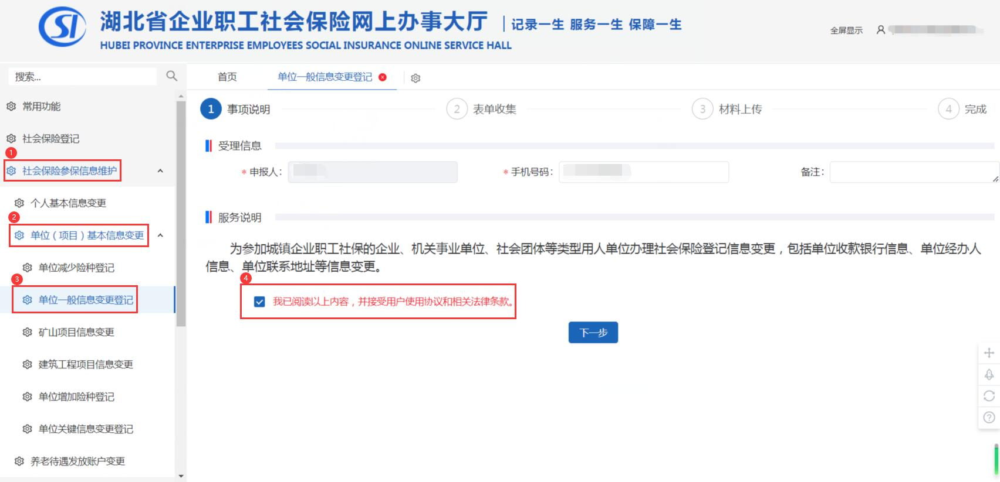 湖北省企业职工社会保险网上办事大厅
记录一生 服务一生 保障一生
HUBEI PROVINCE ENTERPRISE EMPLOYEES SOCIAL INSURANCE ONLINE SERVICE HALL
全屏显示
搜索...
首页
单位一般信息变更登记
常用功能
社会保险登记
1
社会保险参保信息维护
个人基本信息变更
2
单位（项目）基本信息变更
单位减少险种登记
3
单位一般信息变更登记
矿山项目信息变更
建筑工程项目信息变更
单位增加险种登记
单位关键信息变更登记
养老待遇发放账户变更
1 事项说明
2 表单收集
3 材料上传
4 完成
受理信息
* 申报人：
* 手机号码：
备注：
服务说明
为参加城镇企业职工社保的企业、机关事业单位、社会团体等类型用人单位办理社会保险登记信息变更，包括单位收款银行信息、单位经办人
信息、单位联系地址等信息变更。
4
我已阅读以上内容，并接受用户使用协议和相关法律条款。
下一步